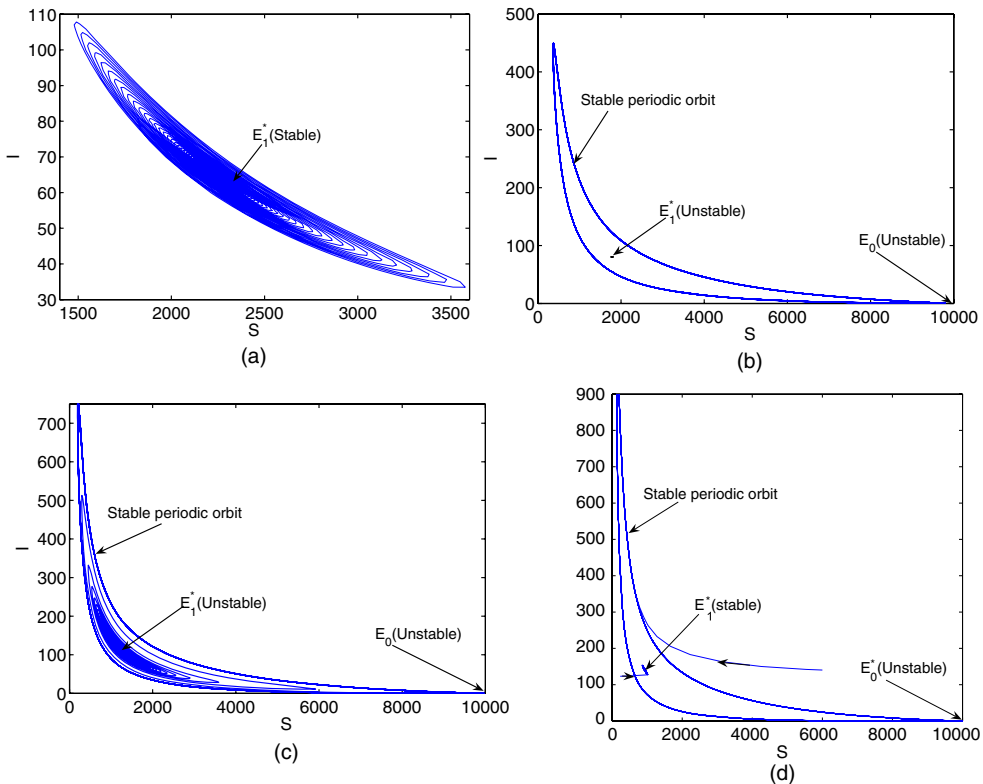 110
100
90
80
70
60
50
40
30
I
E*1(Stable)
1500
2000
2500
3000
3500
S
(a)
500
400
300
200
100
0
I
Stable periodic orbit
E*1(Unstable)
E0(Unstable)
0
2000
4000
6000
8000
10000
S
(b)
700
600
500
400
300
200
100
0
I
Stable periodic orbit
E*1(Unstable)
E0(Unstable)
0
2000
4000
6000
8000
10000
S
(c)
900
800
700
600
500
400
300
200
100
0
I
Stable periodic orbit
E*1(stable)
E*0(Unstable)
0
2000
4000
6000
8000
10000
S
(d)